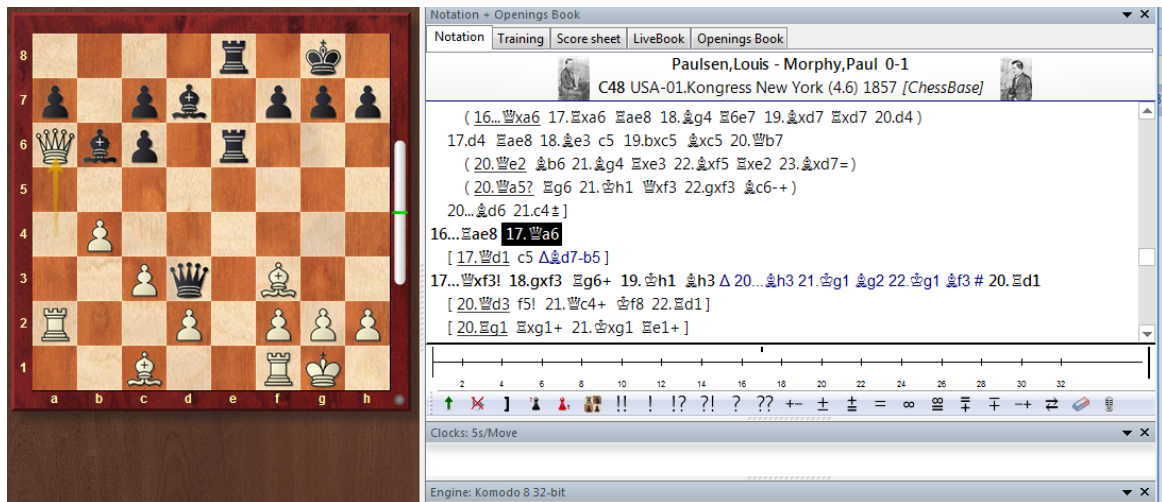 Notation + Openings Book
Notation Training Score sheet LiveBook Openings Book
Paulsen,Louis - Morphy,Paul 0-1
C48 USA-01.Kongress New York (4.6) 1857 [ChessBase]
( 16...♕xa6 17.♖xa6 ♖ae8 18.♗g4 ♖6e7 19.♗xd7 ♖xd7 20.d4 )
17.d4 ♖ae8 18.♗e3 c5 19.bxc5 ♗xc5 20.♕b7
( 20.♕e2 ♗b6 21.♗g4 ♖xe3 22.♗xf5 ♖xe2 23.♗xd7= )
( 20.♕a5? ♖g6 21.♔h1 ♕xf3 22.gxf3 ♗c6-+ )
20...♗d6 21.c4± ]
16...♖ae8 17.♕a6
[ 17.♕d1 c5 Δ♗d7-b5 ]
17...♕xf3! 18.gxf3 ♖g6+ 19.♔h1 ♗h3 Δ 20...♗h3 21.♔g1 ♗g2 22.♔g1 ♗f3 # 20.♖d1
[ 20.♕d3 f5! 21.♕c4+ ♔f8 22.♖d1 ]
[ 20.♖g1 ♖xg1+ 21.♔xg1 ♖e1+ ]
8
7
6
5
4
3
2
1
a b c d e f g h
2 4 6 8 10 12 14 16 18 20 22 24 26 28 30 32
!! ! !? ?! ? ?? +− ± ⩲ = ∞ ⩱ ∓ −+ ⇄
Clocks: 5s/Move
Engine: Komodo 8 32-bit